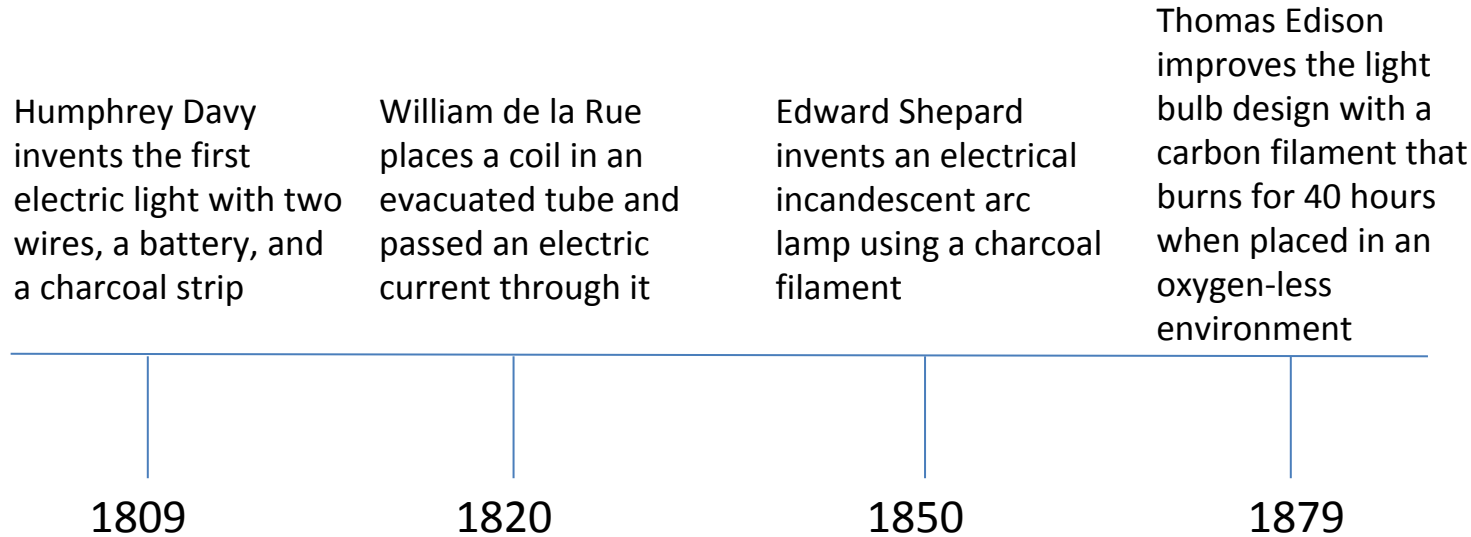 Humphrey Davy
invents the first
electric light with two
wires, a battery, and
a charcoal strip
William de la Rue
places a coil in an
evacuated tube and
passed an electric
current through it
Edward Shepard
invents an electrical
incandescent arc
lamp using a charcoal
filament
Thomas Edison
improves the light
bulb design with a
carbon filament that
burns for 40 hours
when placed in an
oxygen-less
environment
1809
1820
1850
1879